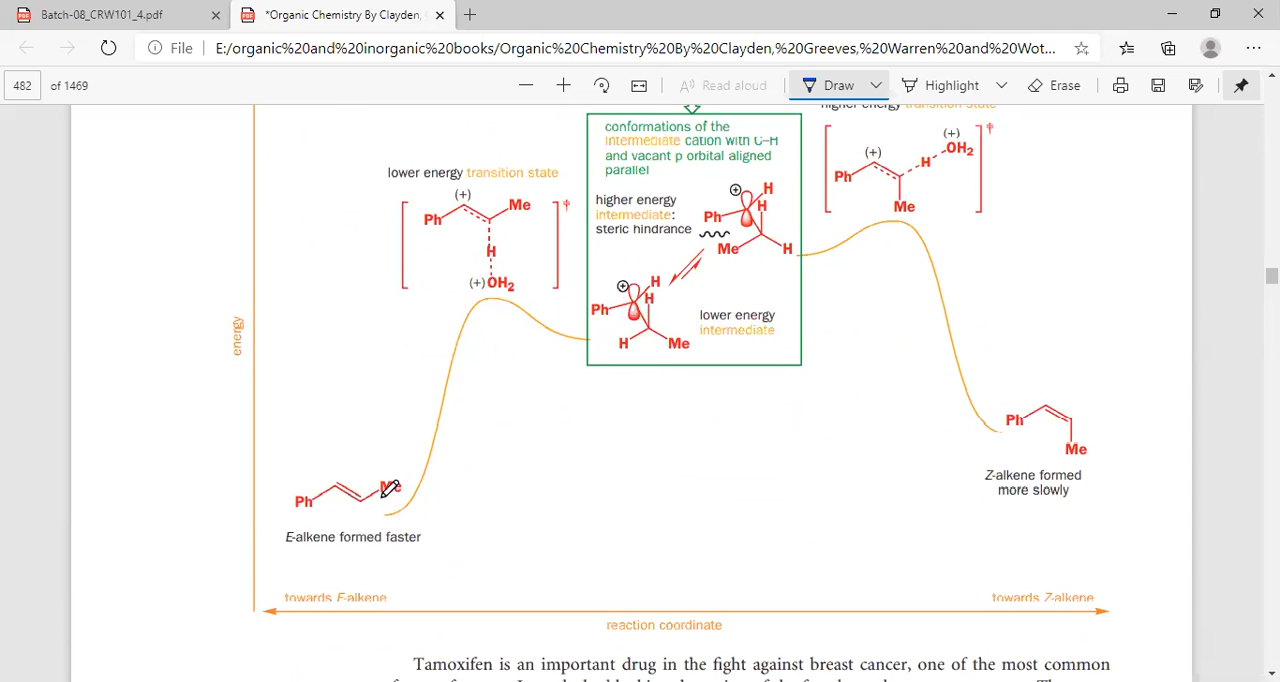 Batch-08_CRW101_4.pdf
*Organic Chemistry By Clayden,
File
E:/organic%20and%20inorganic%20books/Organic%20Chemistry%20By%20Clayden,%20Greeves,%20Warren%20and%20Wot...
482 of 1469
Read aloud
Draw
Highlight
Erase
higher energy transition state
conformations of the
intermediate cation with C–H
and vacant p orbital aligned
parallel
lower energy transition state
higher energy
intermediate:
steric hindrance
(+)
Ph
Me
H
(+)OH2
‡
Ph
H
H
Me
H
Ph
H
H
H
Me
lower energy
intermediate
(+)
(+)
OH2
H
Ph
Me
‡
energy
Ph
Me
E-alkene formed faster
Ph
Me
Z-alkene formed
more slowly
towards E-alkene
towards Z-alkene
reaction coordinate
Tamoxifen is an important drug in the fight against breast cancer, one of the most common